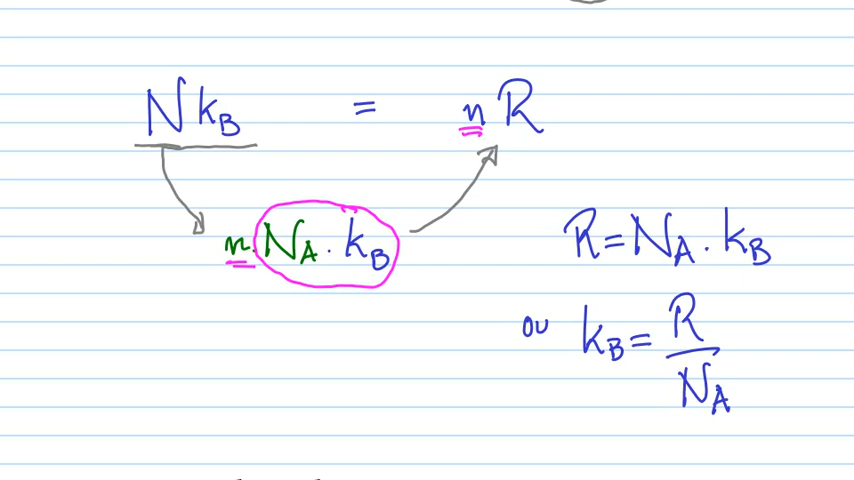 N k_B = n R
n. N_A . k_B
R = N_A . k_B
ou k_B = R / N_A